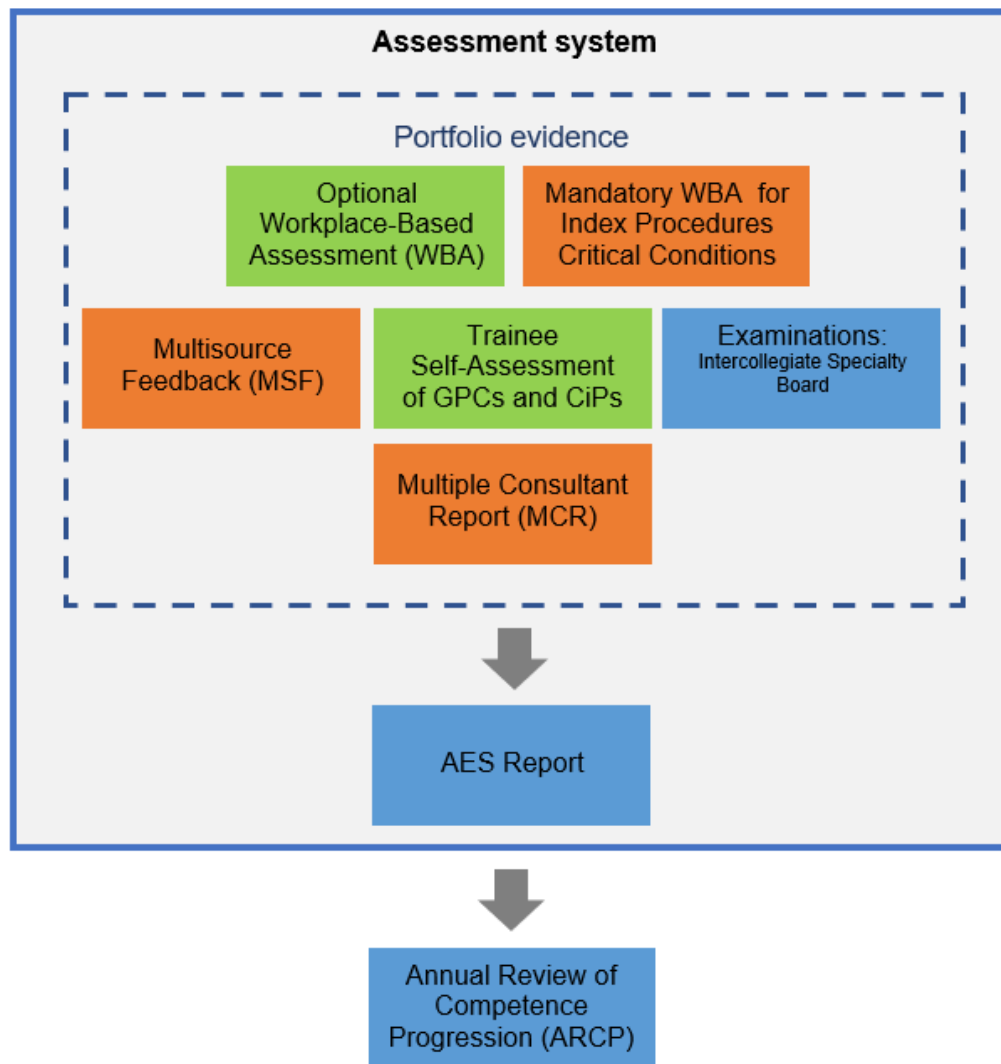 Assessment system
Portfolio evidence
Optional
Workplace-Based
Assessment (WBA)
Mandatory WBA for
Index Procedures
Critical Conditions
Multisource
Feedback (MSF)
Trainee
Self-Assessment
of GPCs and CiPs
Examinations:
Intercollegiate Specialty
Board
Multiple Consultant
Report (MCR)
AES Report
Annual Review of
Competence
Progression (ARCP)